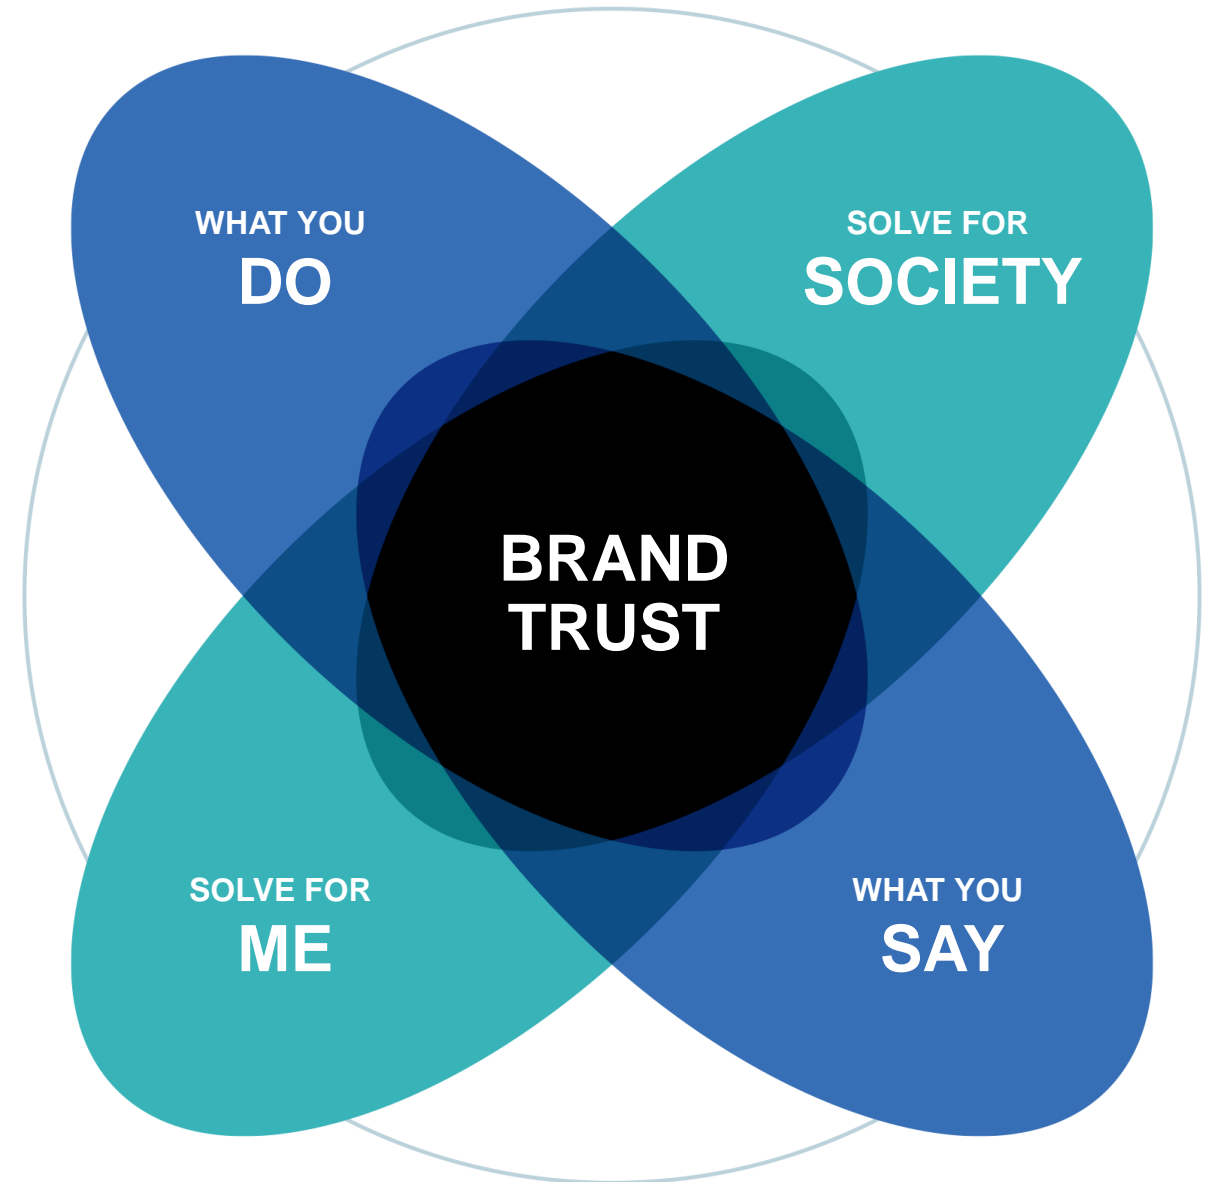 WHAT YOU
DO
SOLVE FOR
SOCIETY
BRAND
TRUST
SOLVE FOR
ME
WHAT YOU
SAY